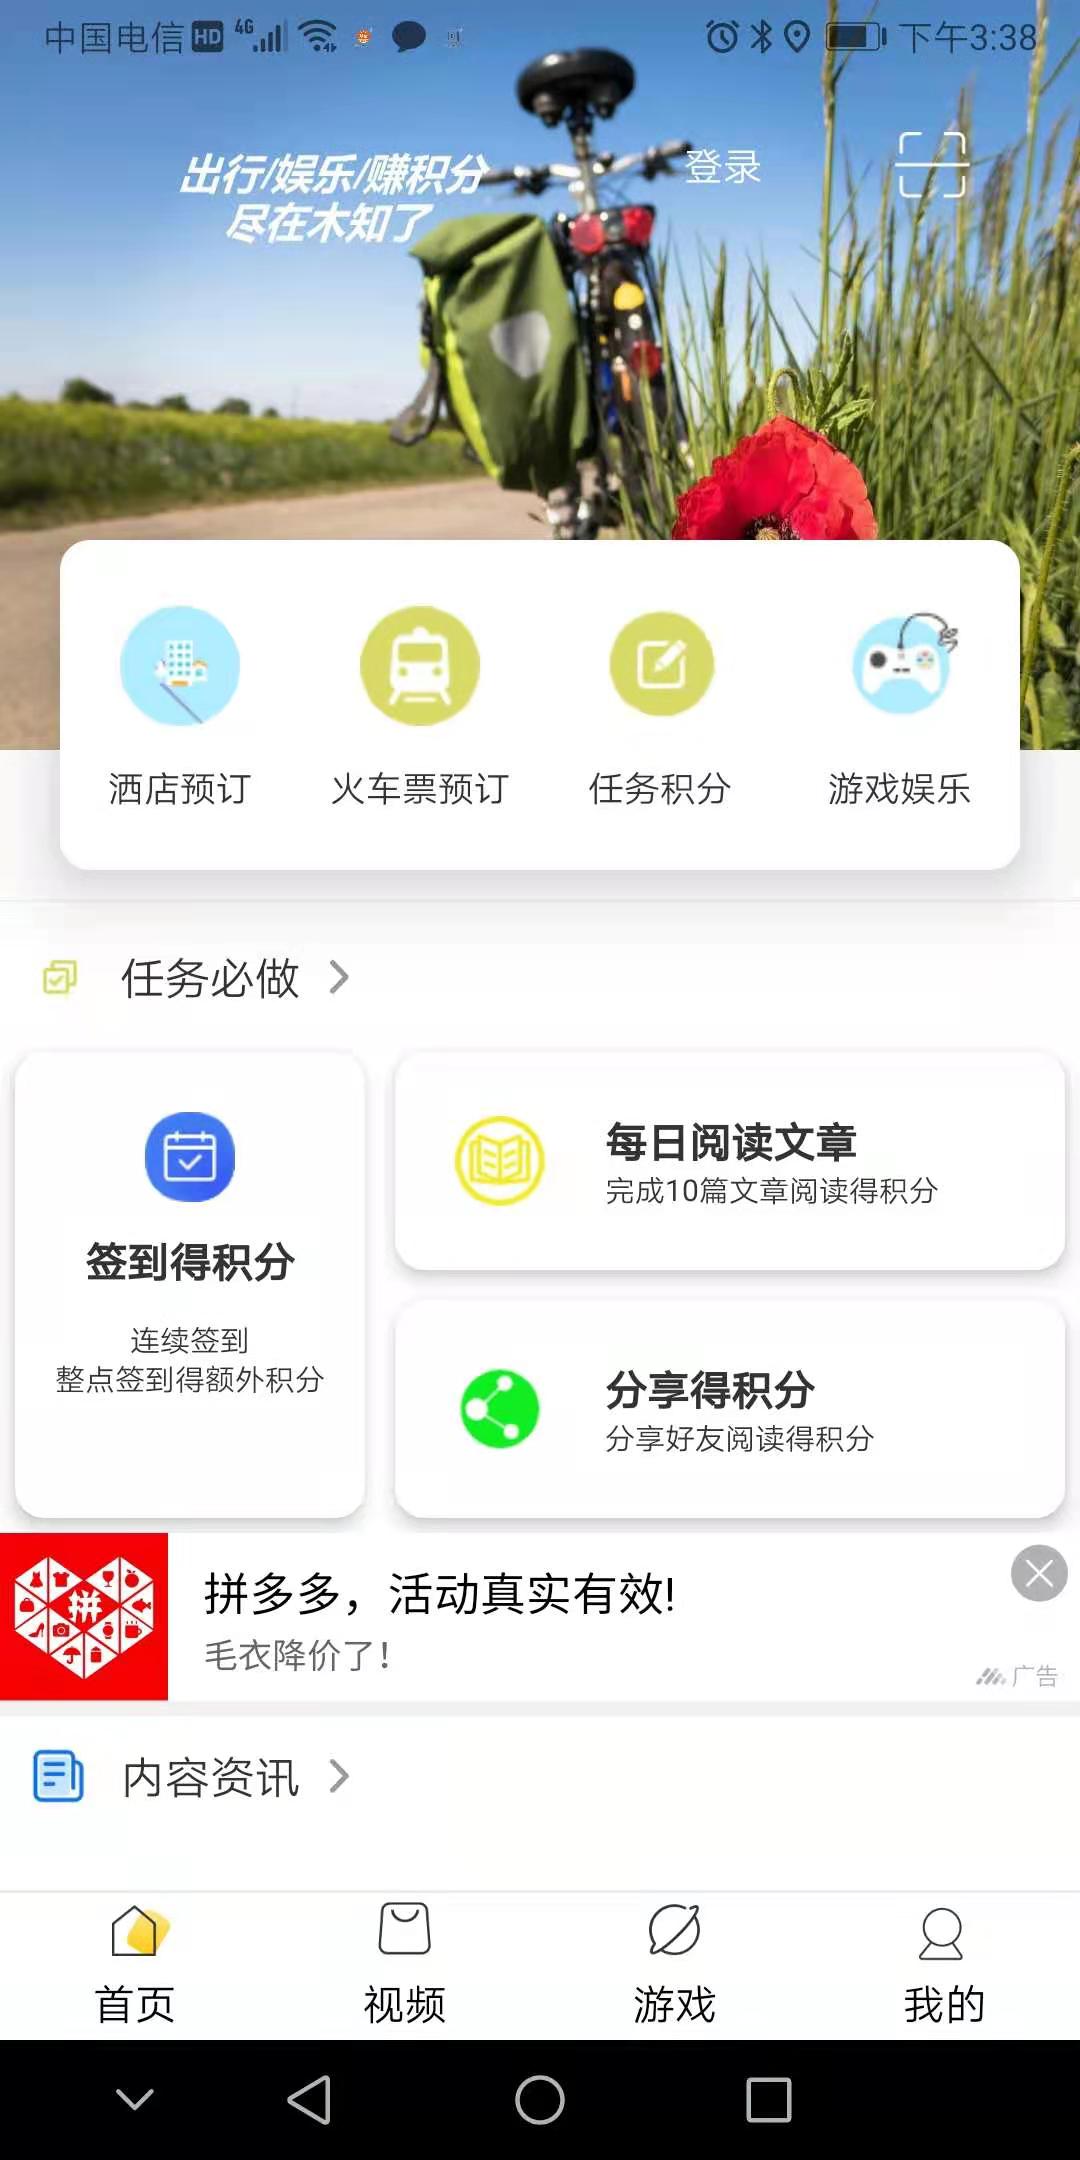 中国电信 HD 4G 下午3:38
出行/娱乐/赚积分
尽在木知了
登录
洒店预订
火车票预订
任务积分
游戏娱乐
任务必做
签到得积分
连续签到
整点签到得额外积分
每日阅读文章
完成10篇文章阅读得积分
分享得积分
分享好友阅读得积分
拼
拼多多，活动真实有效!
毛衣降价了!
广告
内容资讯
首页
视频
游戏
我的